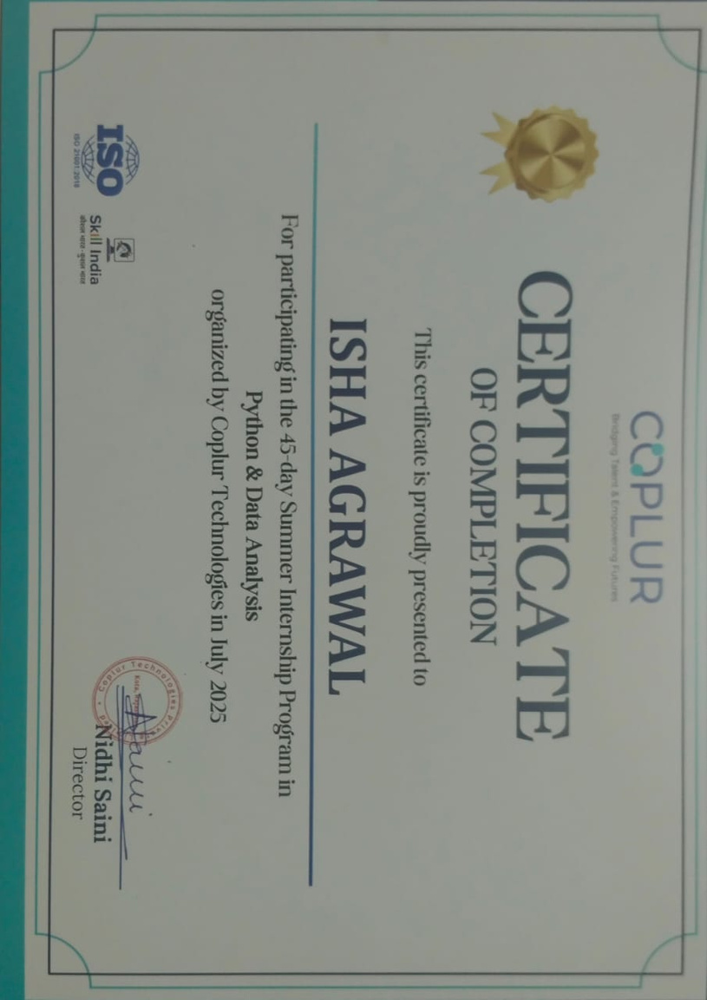 COPLUR
Bridging Talent & Empowering Futures
CERTIFICATE
OF COMPLETION
This certificate is proudly presented to
ISHA AGRAWAL
For participating in the 45-day Summer Internship Program in
Python & Data Analysis
organized by Coplur Technologies in July 2025
ISO
ISO 21001:2018
Skill India
कौशल भारत - कुशल भारत
Coplur Technologies
Kota,
Nidhi Saini
Director